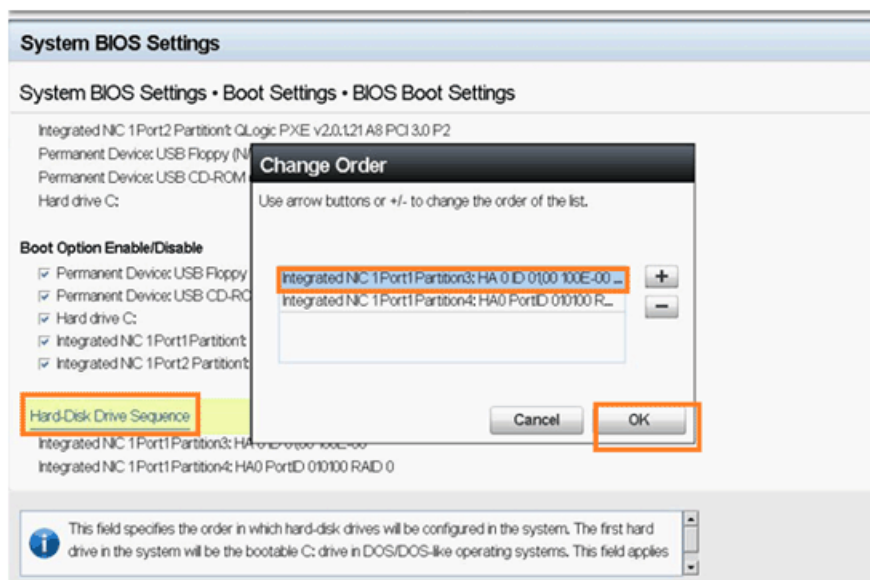 System BIOS Settings
System BIOS Settings • Boot Settings • BIOS Boot Settings
Integrated NIC 1 Port2 Partition1: QLogic PXE v2.0.1.21 A8 PCI 3.0 P2
Permanent Device: USB Floppy (N/
Permanent Device: USB CD-ROM
Hard drive C:
Boot Option Enable/Disable
Permanent Device: USB Floppy
Permanent Device: USB CD-RO
Hard drive C:
Integrated NIC 1 Port1 Partition1:
Integrated NIC 1 Port2 Partition1:
Hard-Disk Drive Sequence
Integrated NIC 1 Port1 Partition3: HA 0 ID 01,00 100E-00
Integrated NIC 1 Port1 Partition4: HA0 PortID 010100 RAID 0
Change Order
Use arrow buttons or +/- to change the order of the list.
Integrated NIC 1 Port1 Partition3: HA 0 ID 01,00 100E-00 ...
Integrated NIC 1 Port1 Partition4: HA0 PortID 010100 R...
+
−
Cancel
OK
This field specifies the order in which hard-disk drives will be configured in the system. The first hard
drive in the system will be the bootable C: drive in DOS/DOS-like operating systems. This field applies